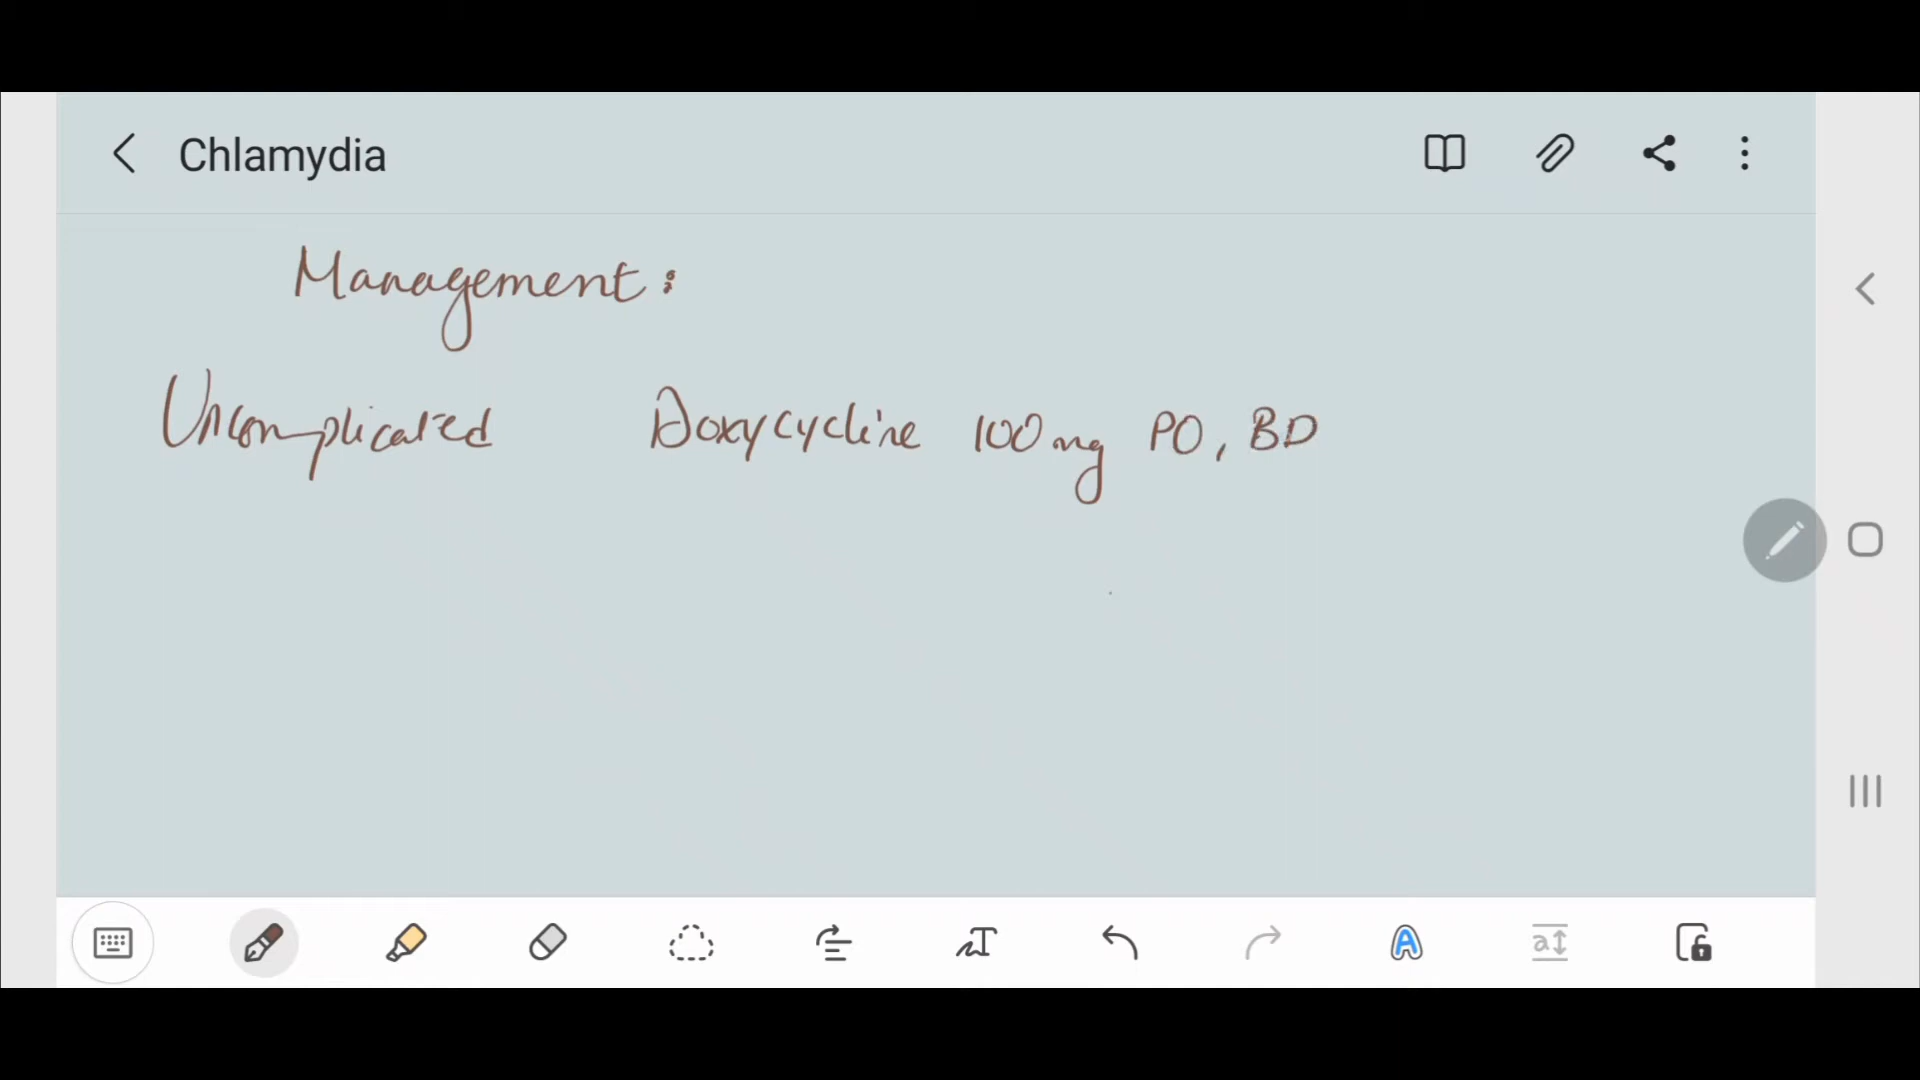 Chlamydia
Management:
Uncomplicated Doxycycline 100mg PO, BD